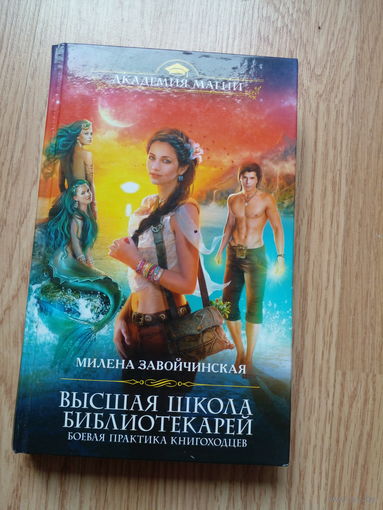 АКАДЕМИЯ МАГИИ
МИЛЕНА ЗАВОЙЧИНСКАЯ
ВЫСШАЯ ШКОЛА
БИБЛИОТЕКАРЕЙ
БОЕВАЯ ПРАКТИКА КНИГОХОДЦЕВ